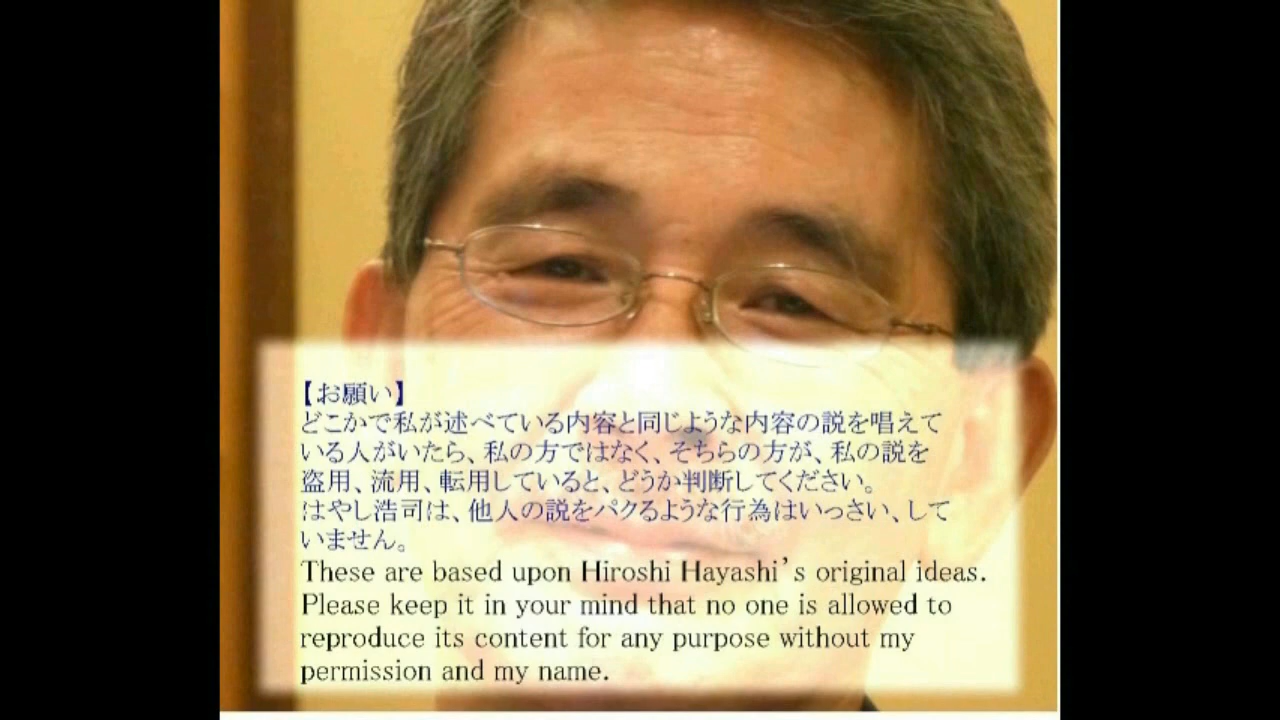 【お願い】
どこかで私が述べている内容と同じような内容の説を唱えて
いる人がいたら、私の方ではなく、そちらの方が、私の説を
盗用、流用、転用していると、どうか判断してください。
はやし浩司は、他人の説をパクるような行為はいっさい、して
いません。
These are based upon Hiroshi Hayashi’s original ideas.
Please keep it in your mind that no one is allowed to
reproduce its content for any purpose without my
permission and my name.